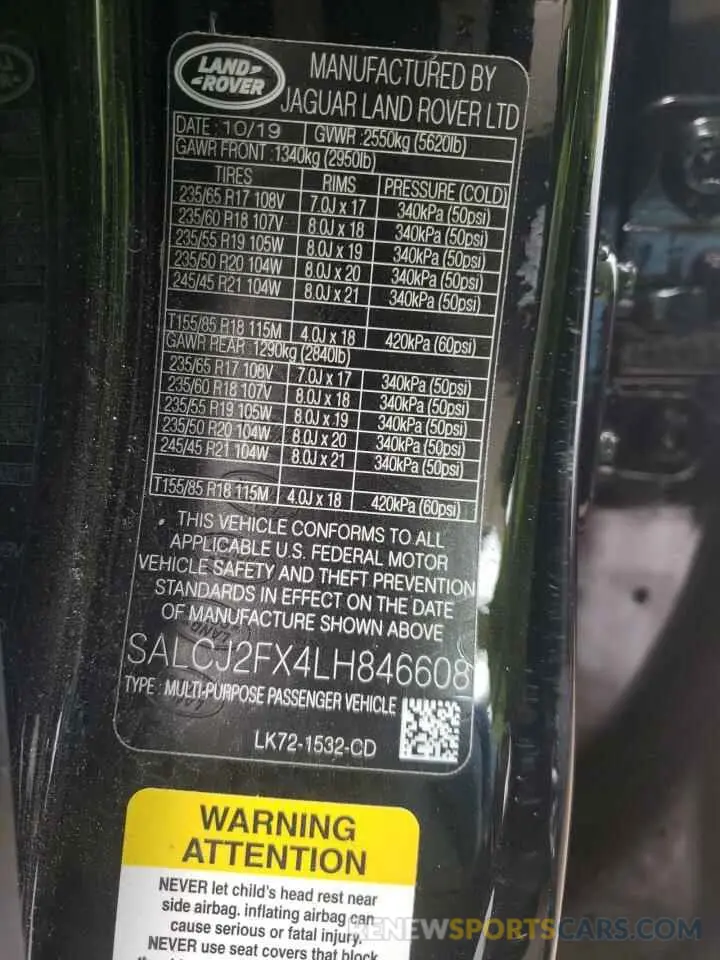 LAND-
-ROVER
MANUFACTURED BY
JAGUAR LAND ROVER LTD
DATE : 10/19 GVWR :2550kg (5620lb)
GAWR FRONT : 1340kg (2950lb)
TIRES RIMS PRESSURE (COLD)
235/65 R17 108V 7.0J x 17 340kPa (50psi)
235/60 R18 107V 8.0J x 18 340kPa (50psi)
235/55 R19 105W 8.0J x 19 340kPa (50psi)
235/50 R20 104W 8.0J x 20 340kPa (50psi)
245/45 R21 104W 8.0J x 21 340kPa (50psi)
T155/85 R18 115M 4.0J x 18 420kPa (60psi)
GAWR REAR : 1290kg (2840lb)
235/65 R17 108V 7.0J x 17 340kPa (50psi)
235/60 R18 107V 8.0J x 18 340kPa (50psi)
235/55 R19 105W 8.0J x 19 340kPa (50psi)
235/50 R20 104W 8.0J x 20 340kPa (50psi)
245/45 R21 104W 8.0J x 21 340kPa (50psi)
T155/85 R18 115M 4.0J x 18 420kPa (60psi)
THIS VEHICLE CONFORMS TO ALL
APPLICABLE U.S. FEDERAL MOTOR
VEHICLE SAFETY AND THEFT PREVENTION
STANDARDS IN EFFECT ON THE DATE
OF MANUFACTURE SHOWN ABOVE
SALCJ2FX4LH846608
TYPE : MULTI-PURPOSE PASSENGER VEHICLE
LK72-1532-CD
WARNING
ATTENTION
NEVER let child's head rest near
side airbag. inflating airbag can
cause serious or fatal injury.
NEVER use seat covers that block
RENEWSPORTSCARS.COM